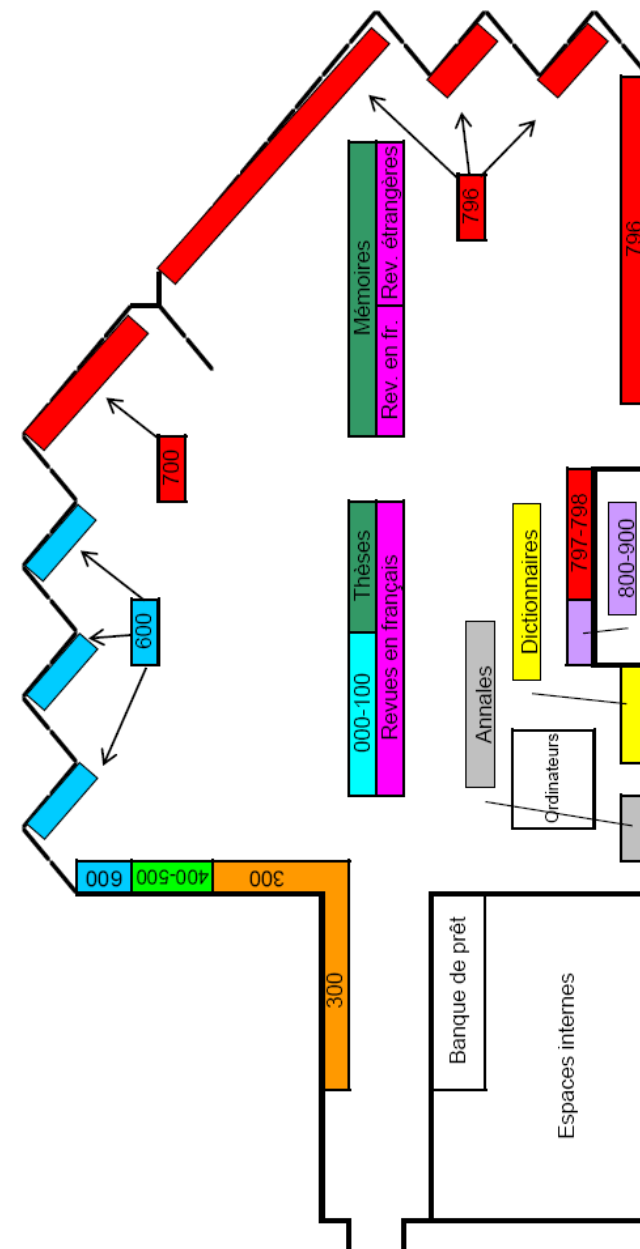 796
Mémoires
Rev. étrangères
Rev. en fr.
796
700
797-798
800-900
Thèses
Revues en français
Dictionnaires
600
000-100
Annales
Ordinateurs
600
400-500
300
300
Banque de prêt
Espaces internes